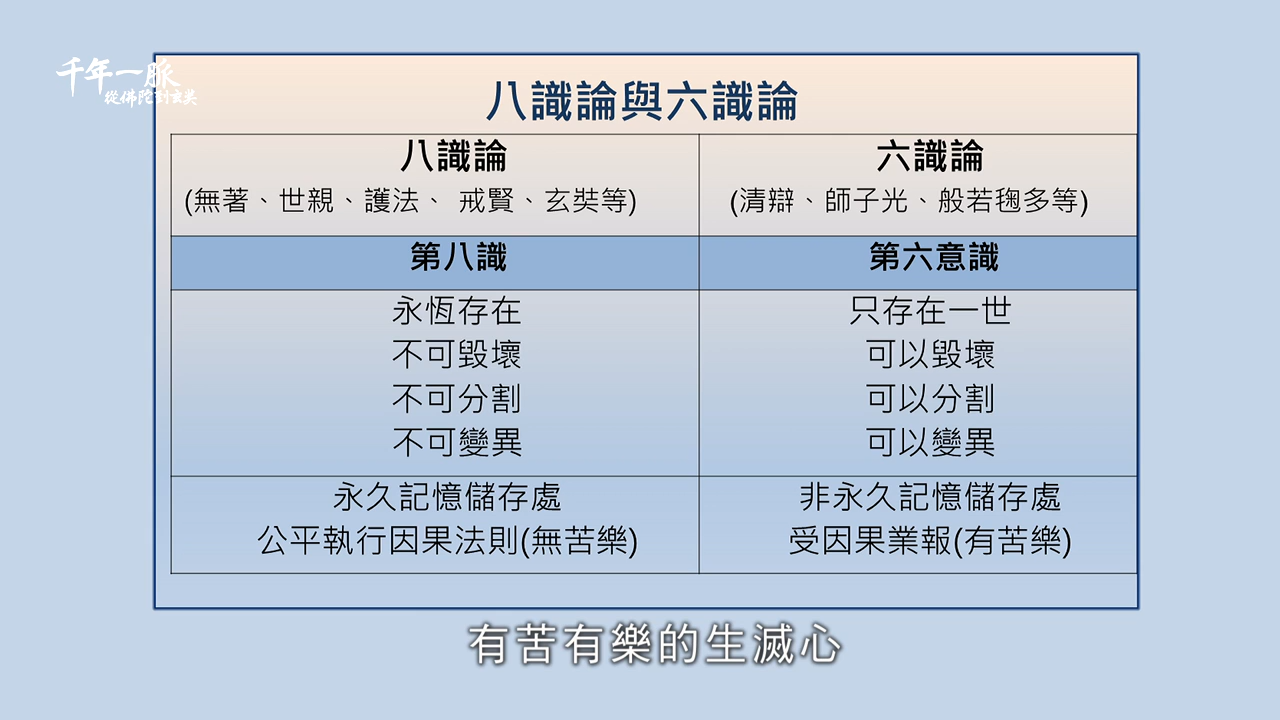 千年一脈
從佛陀到玄奘
八識論與六識論
八識論
(無著、世親、護法、 戒賢、玄奘等)
六識論
(清辯、師子光、般若毱多等)
第八識
第六意識
永恆存在
不可毀壞
不可分割
不可變異
只存在一世
可以毀壞
可以分割
可以變異
永久記憶儲存處
公平執行因果法則(無苦樂)
非永久記憶儲存處
受因果業報(有苦樂)
有苦有樂的生滅心